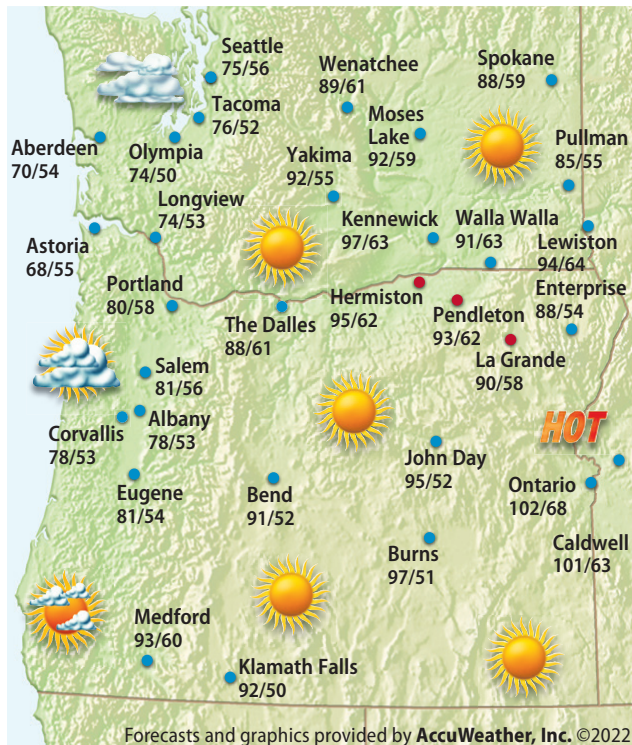 Seattle
75/56
Wenatchee
89/61
Spokane
88/59
Tacoma
76/52
Moses
Lake
92/59
Aberdeen
70/54
Olympia
74/50
Yakima
92/55
Pullman
85/55
Longview
74/53
Kennewick
97/63
Walla Walla
91/63
Lewiston
94/64
Astoria
68/55
Portland
80/58
The Dalles
88/61
Hermiston
95/62
Pendleton
93/62
Enterprise
88/54
La Grande
90/58
Salem
81/56
Albany
78/53
Corvallis
78/53
HOT
John Day
95/52
Ontario
102/68
Eugene
81/54
Bend
91/52
Caldwell
101/63
Burns
97/51
Medford
93/60
Klamath Falls
92/50
Forecasts and graphics provided by AccuWeather, Inc. ©2022